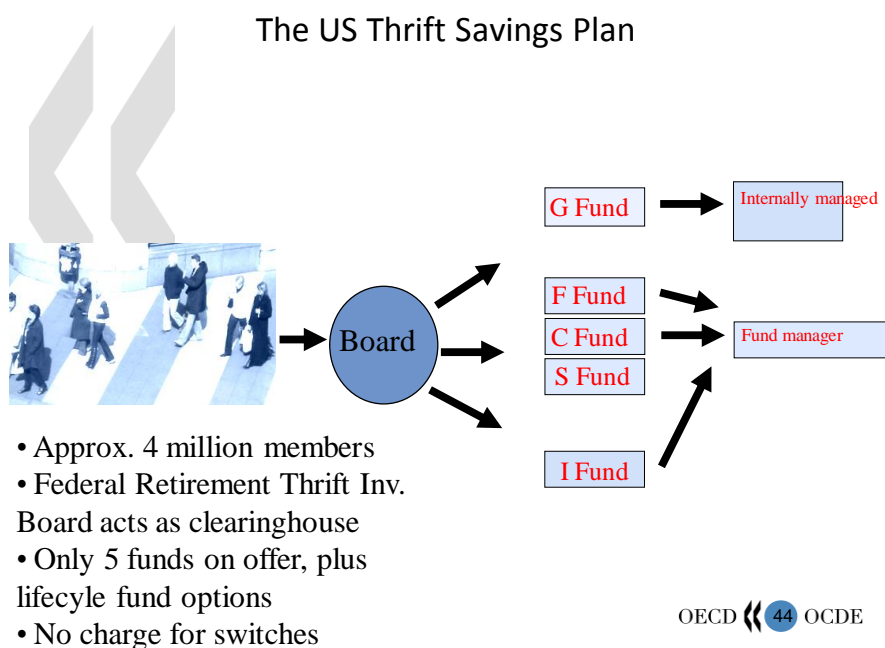 The US Thrift Savings Plan
G Fund
Internally managed
F Fund
Board
C Fund
Fund manager
S Fund
I Fund
• Approx. 4 million members
• Federal Retirement Thrift Inv.
Board acts as clearinghouse
• Only 5 funds on offer, plus
lifecyle fund options
• No charge for switches
OECD 44 OCDE